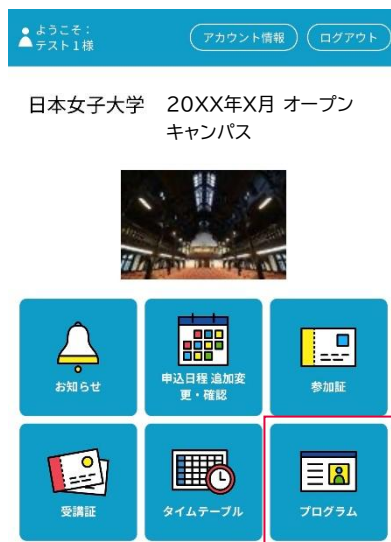 ようこそ：
テスト1様
アカウント情報
ログアウト
日本女子大学 20XX年X月 オープン
キャンパス
お知らせ
申込日程 追加変
更・確認
参加証
受講証
タイムテーブル
プログラム